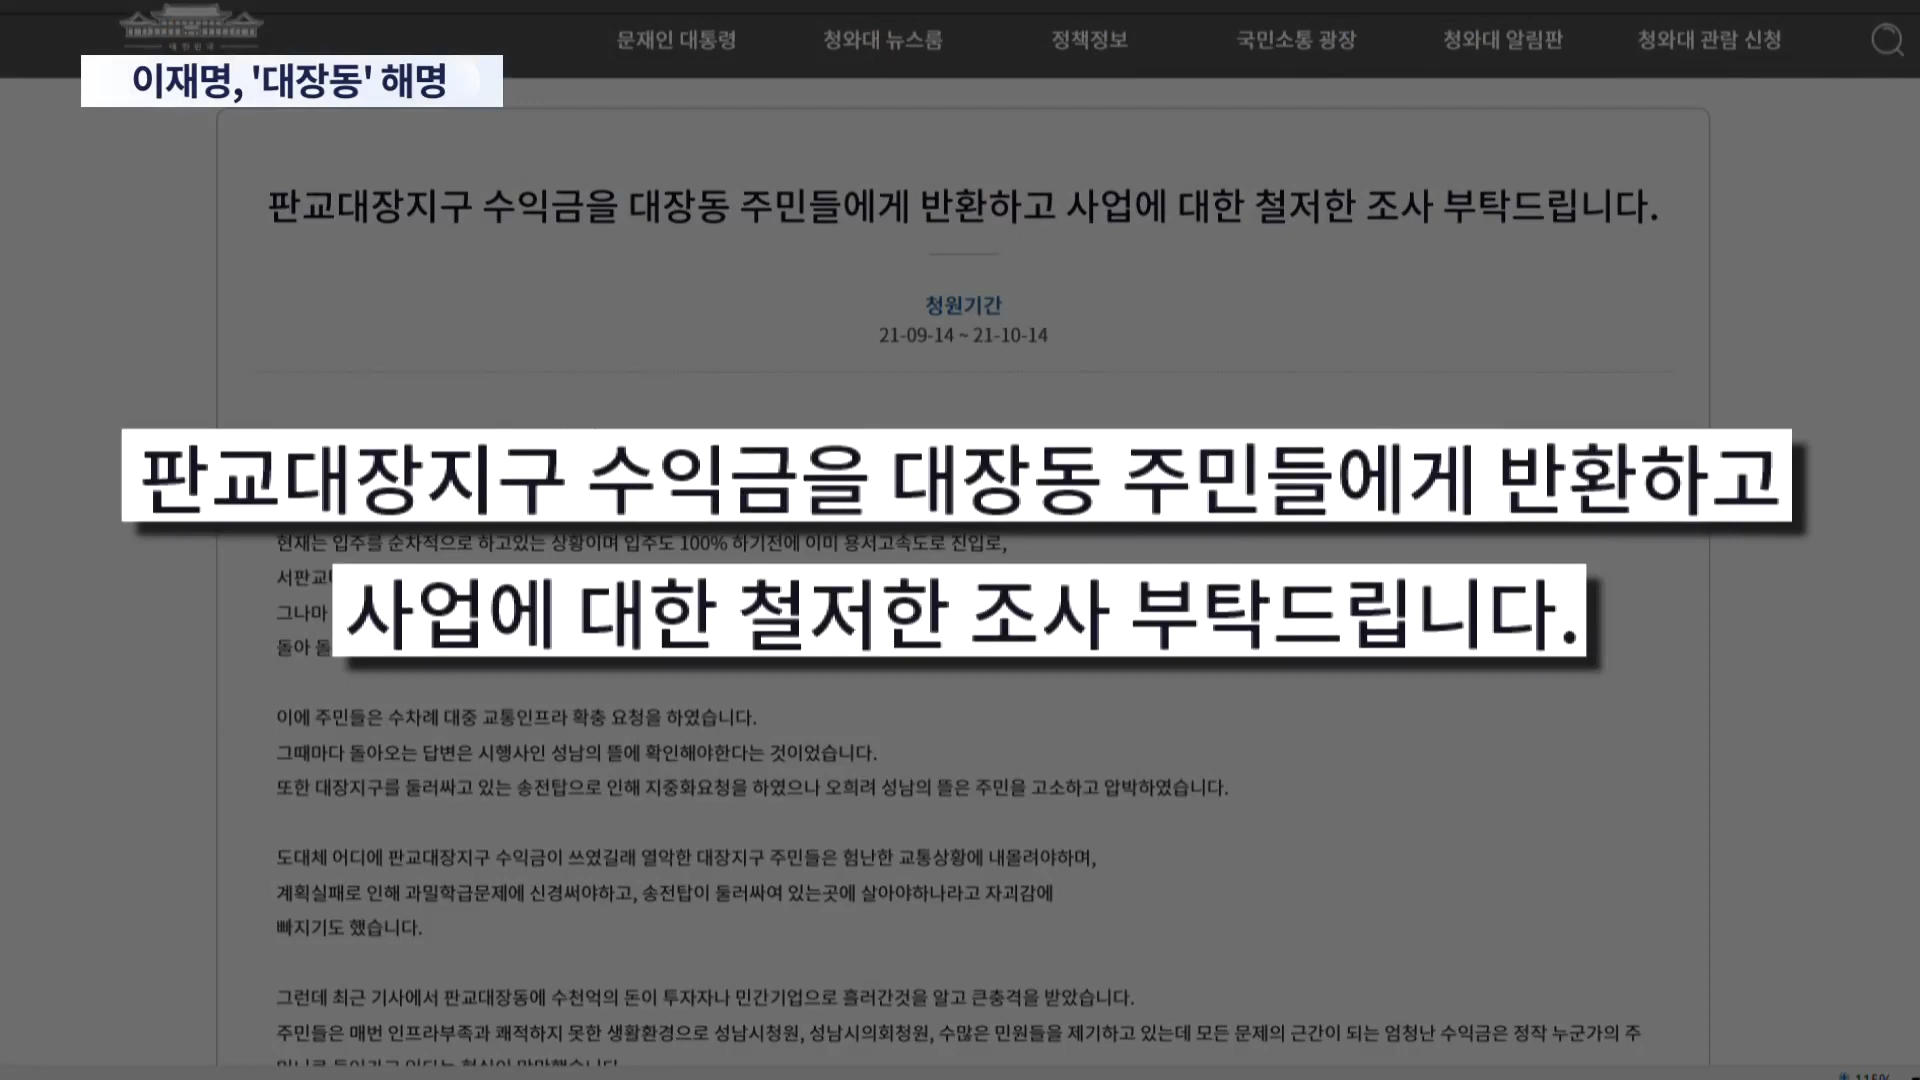 대한민국
문재인 대통령 청와대 뉴스룸 정책정보 국민소통 광장 청와대 알림판 청와대 관람 신청
이재명, '대장동' 해명
판교대장지구 수익금을 대장동 주민들에게 반환하고 사업에 대한 철저한 조사 부탁드립니다.
청원기간
21-09-14 ~ 21-10-14
판교대장지구 수익금을 대장동 주민들에게 반환하고
현재는 입주를 순차적으로 하고있는 상황이며 입주도 100% 하기전에 이미 용서고속도로 진입로,
서판교
사업에 대한 철저한 조사 부탁드립니다.
그나마
돌아 돌
이에 주민들은 수차례 대중 교통인프라 확충 요청을 하였습니다.
그때마다 돌아오는 답변은 시행사인 성남의 뜰에 확인해야한다는 것이었습니다.
또한 대장지구를 둘러싸고 있는 송전탑으로 인해 지중화요청을 하였으나 오희려 성남의 뜰은 주민을 고소하고 압박하였습니다.
도대체 어디에 판교대장지구 수익금이 쓰였길래 열악한 대장지구 주민들은 험난한 교통상황에 내몰려야하며,
계획실패로 인해 과밀학급문제에 신경써야하고, 송전탑이 둘러싸여 있는곳에 살아야하나라고 자괴감에
빠지기도 했습니다.
그런데 최근 기사에서 판교대장동에 수천억의 돈이 투자자나 민간기업으로 흘러간것을 알고 큰충격을 받았습니다.
주민들은 매번 인프라부족과 쾌적하지 못한 생활환경으로 성남시청원, 성남시의회청원, 수많은 민원들을 제기하고 있는데 모든 문제의 근간이 되는 엄청난 수익금은 정작 누군가의 주